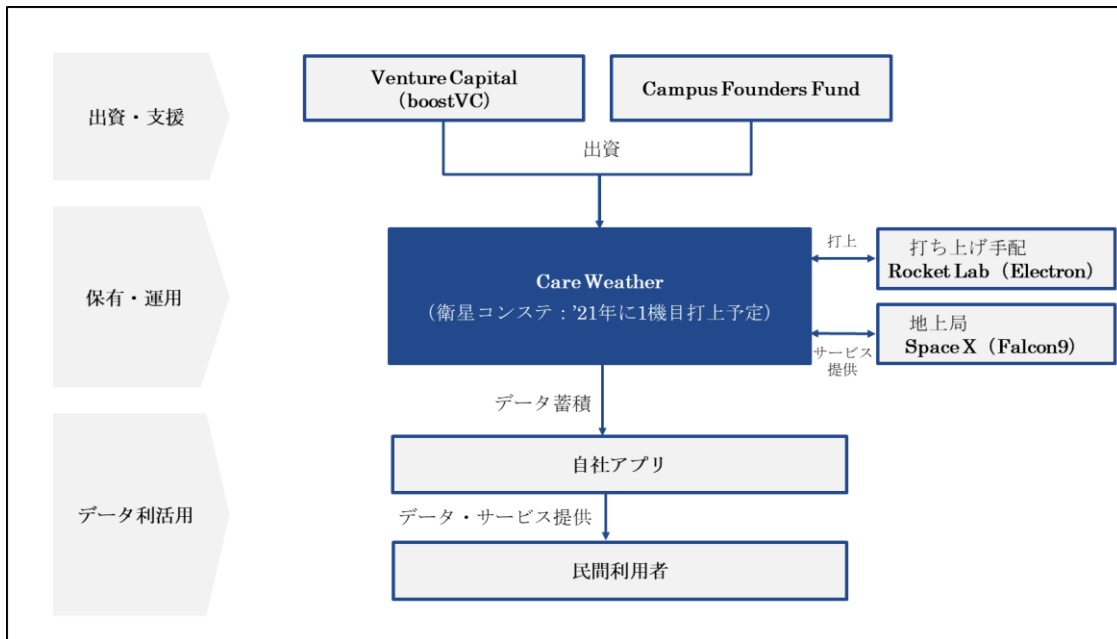 出資・支援
Venture Capital
（boostVC）
Campus Founders Fund
出資
保有・運用
Care Weather
（衛星コンステ：’21年に1機目打上予定）
打上
打ち上げ手配
Rocket Lab（Electron）
サービス
提供
地上局
Space X（Falcon9）
データ蓄積
データ利活用
自社アプリ
データ・サービス提供
民間利用者